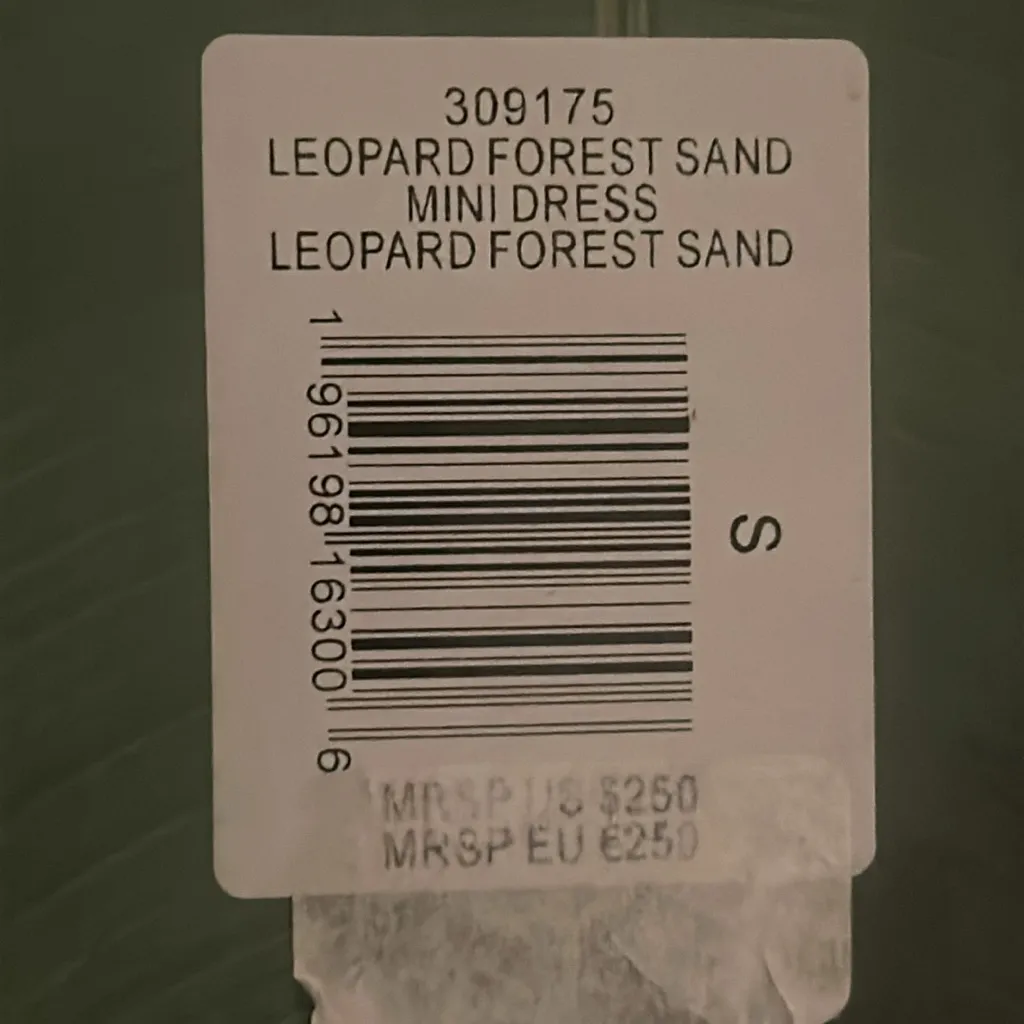 309175
LEOPARD FOREST SAND
MINI DRESS
LEOPARD FOREST SAND
1 96198 16300 6
S
MRSP US $250
MRSP EU €250